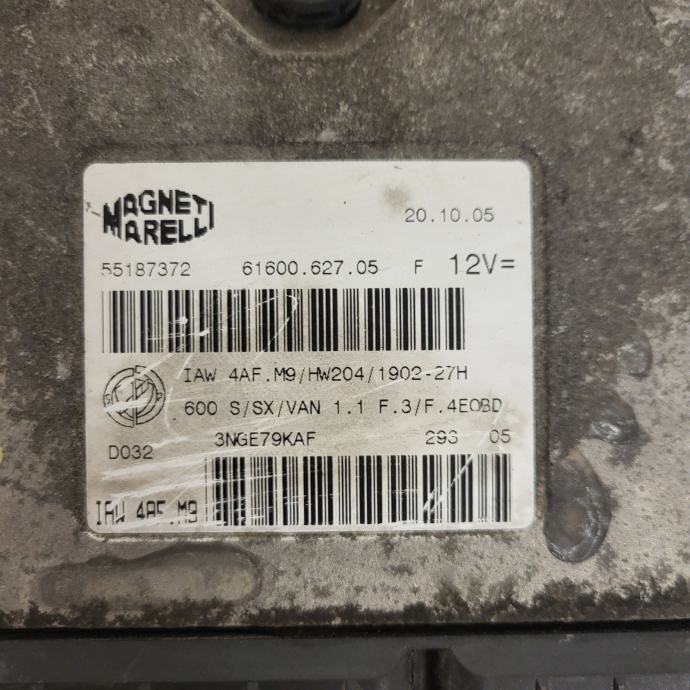 MAGNETI
MARELLI
20.10.05
55187372 61600.627.05 F 12V=
IAW 4AF.M9/HW204/1902-27H
600 S/SX/VAN 1.1 F.3/F.4EOBD
D032 3NGE79KAF 293 05
IAW 4AF.M9